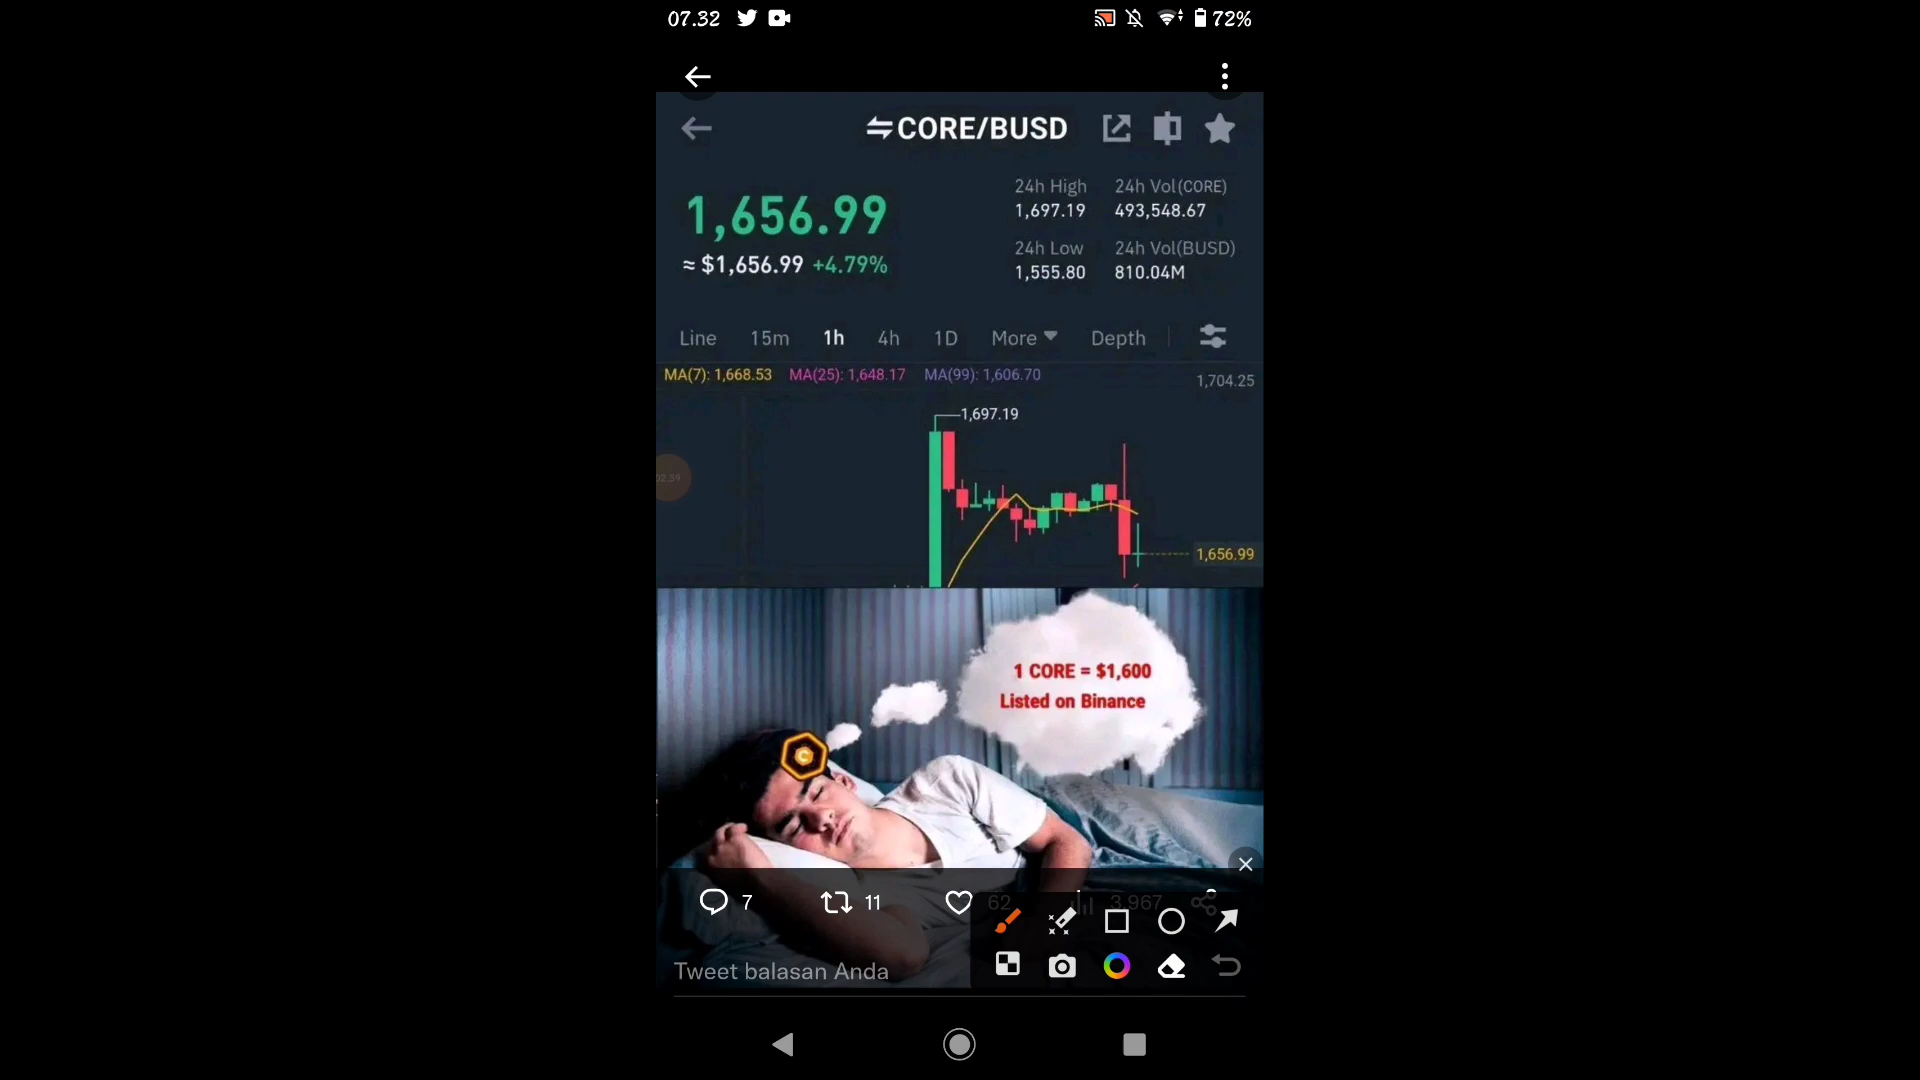 07.32 72%
CORE/BUSD
1,656.99
≈ $1,656.99 +4.79%
24h High
1,697.19
24h Vol(CORE)
493,548.67
24h Low
1,555.80
24h Vol(BUSD)
810.04M
Line 15m 1h 4h 1D More Depth
MA(7): 1,668.53 MA(25): 1,648.17 MA(99): 1,606.70
1,704.25
1,697.19
02.39
1,656.99
1 CORE = $1,600
Listed on Binance
7 11 62 3.967
Tweet balasan Anda